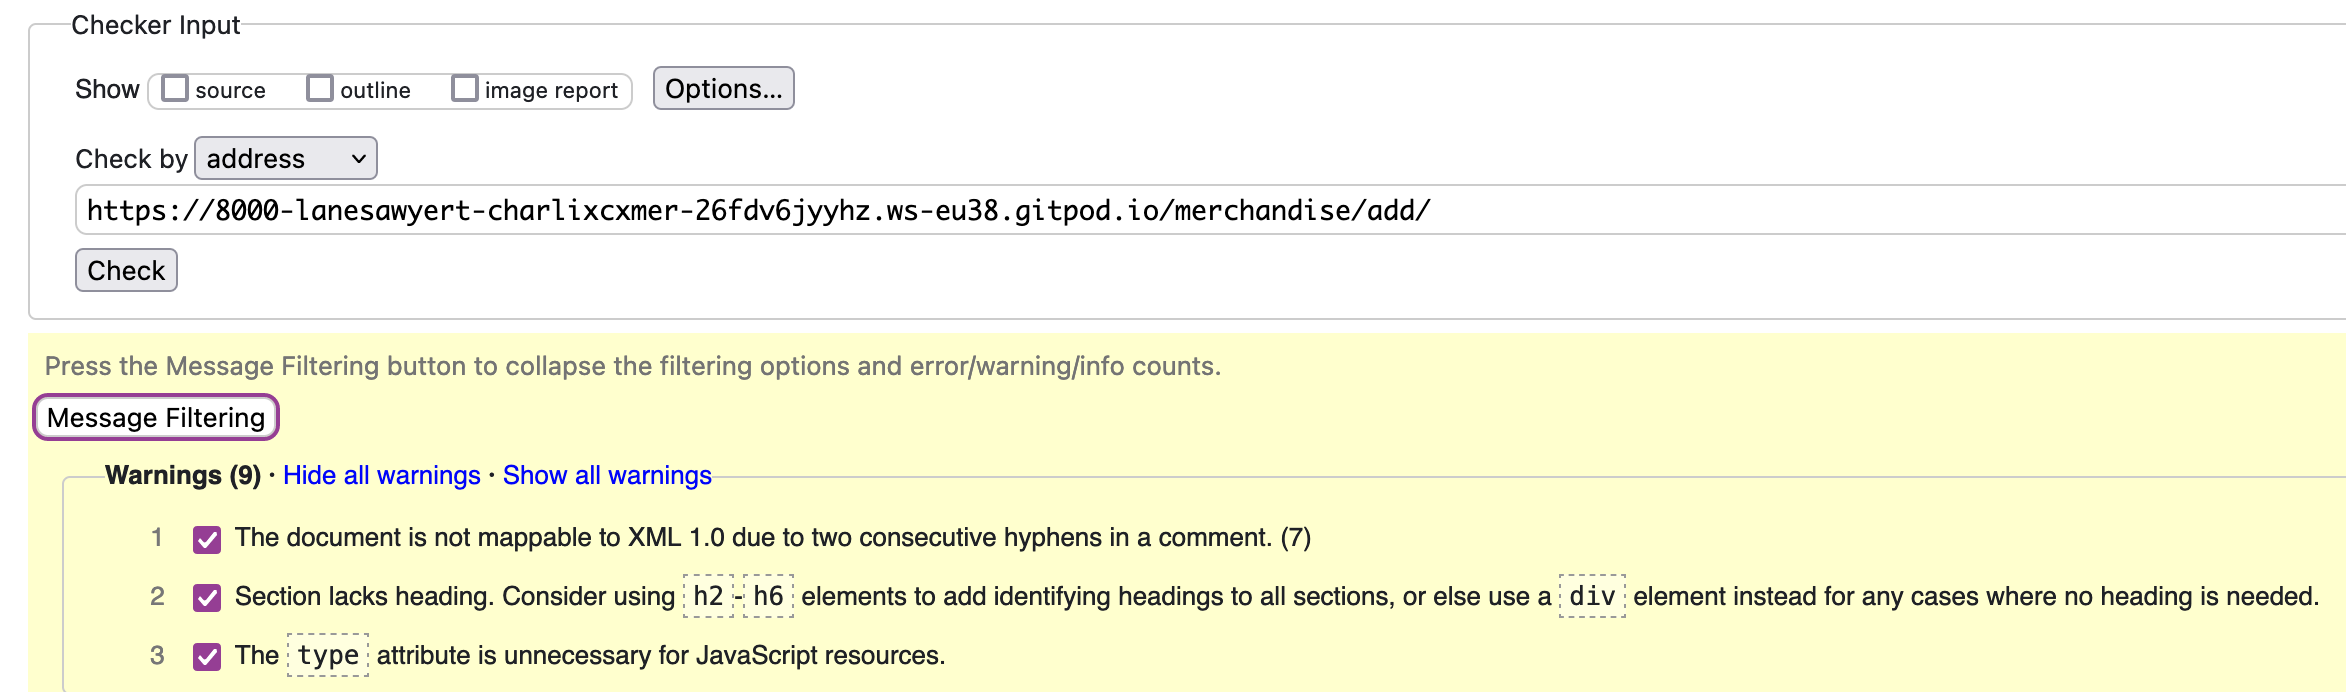 Checker Input
Show source outline image report Options...
Check by address
https://8000-lanesawyert-charlixcxmer-26fdv6jyyhz.ws-eu38.gitpod.io/merchandise/add/
Check
Press the Message Filtering button to collapse the filtering options and error/warning/info counts.
Message Filtering
Warnings (9) · Hide all warnings · Show all warnings
1 The document is not mappable to XML 1.0 due to two consecutive hyphens in a comment. (7)
2 Section lacks heading. Consider using h2-h6 elements to add identifying headings to all sections, or else use a div element instead for any cases where no heading is needed.
3 The type attribute is unnecessary for JavaScript resources.